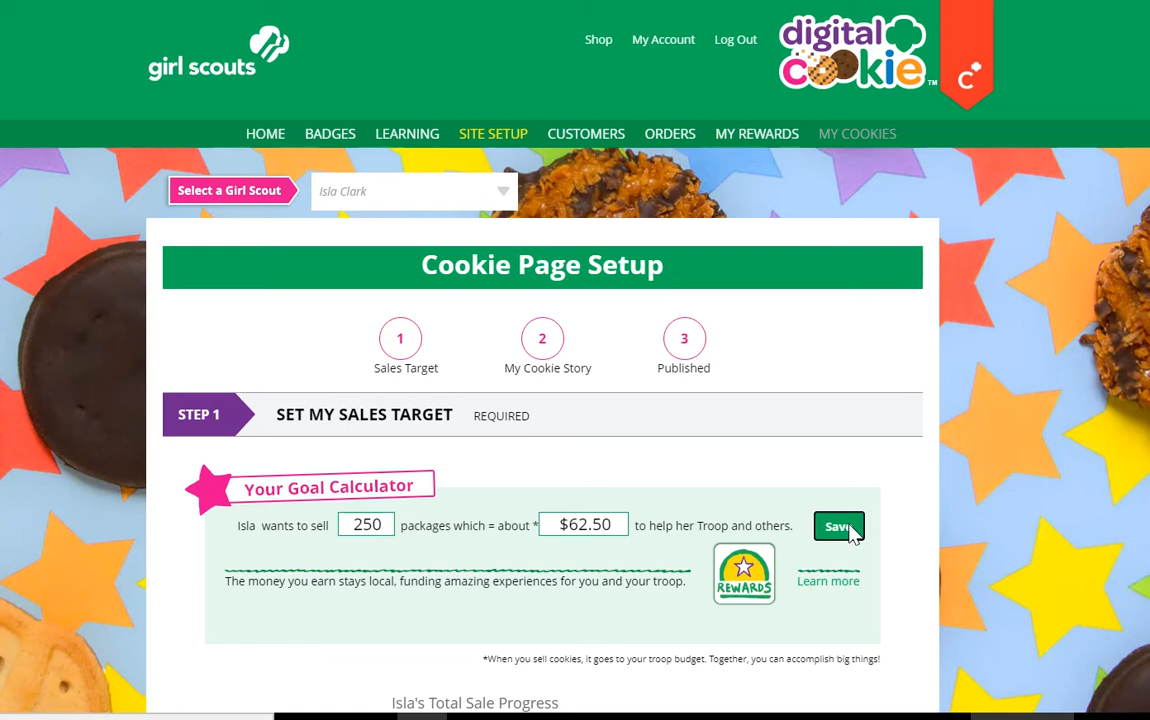 girl scouts
Shop My Account Log Out
digital
cookie™
C
HOME BADGES LEARNING SITE SETUP CUSTOMERS ORDERS MY REWARDS MY COOKIES
Select a Girl Scout Isla Clark
Cookie Page Setup
1 2 3
Sales Target My Cookie Story Published
STEP 1 SET MY SALES TARGET REQUIRED
Your Goal Calculator
Isla wants to sell 250 packages which = about * $62.50 to help her Troop and others. Save
REWARDS
The money you earn stays local, funding amazing experiences for you and your troop. Learn more
*When you sell cookies, it goes to your troop budget. Together, you can accomplish big things!
Isla's Total Sale Progress